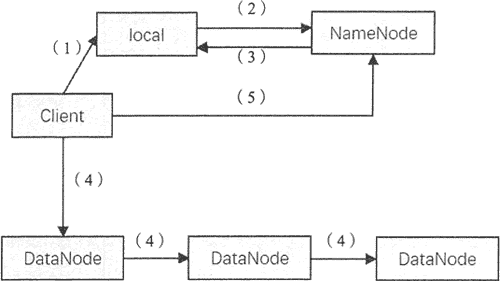 (2)
local
NameNode
(1)
(3)
(5)
Client
(4)
(4)
(4)
DataNode
DataNode
DataNode